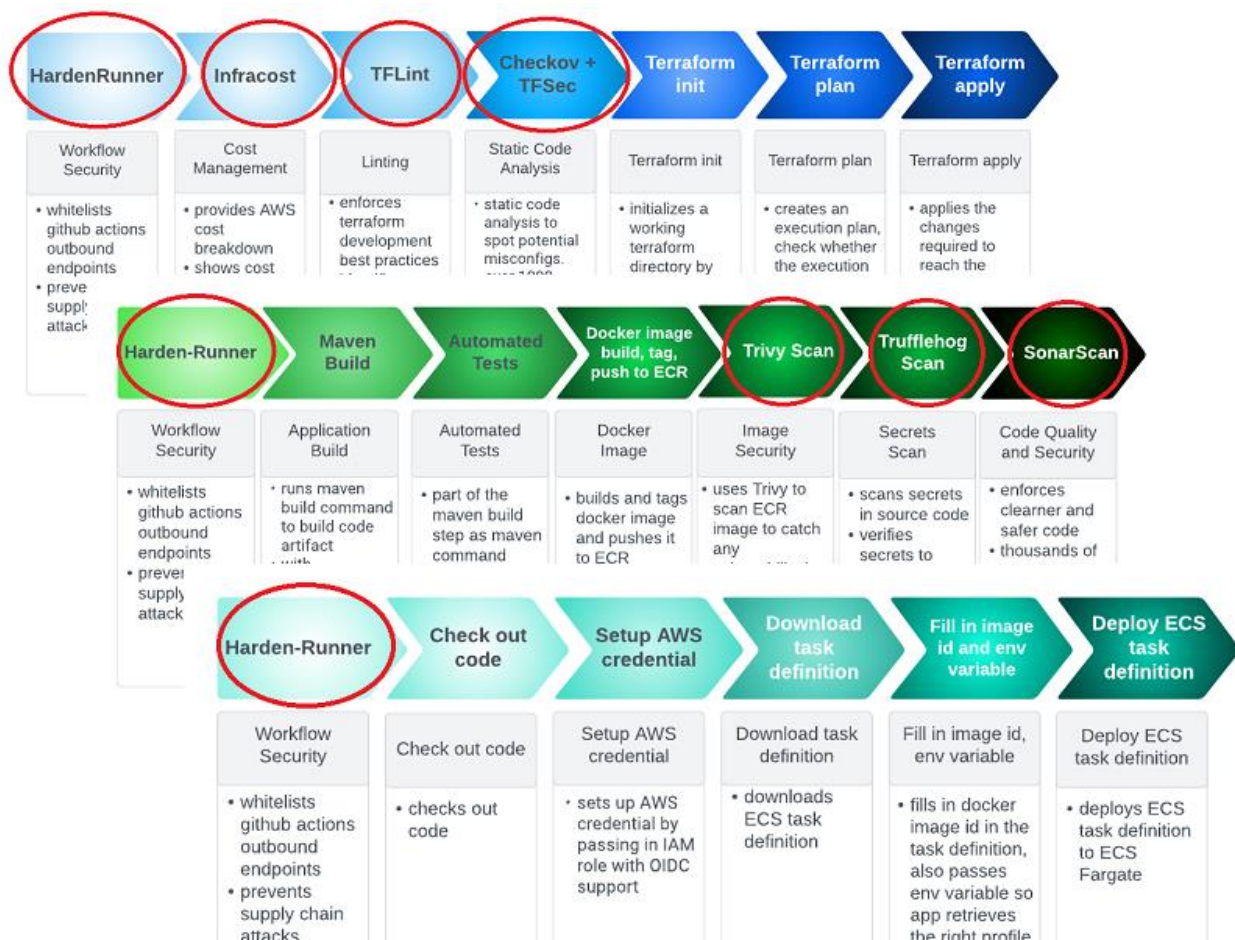 HardenRunner
Infracost
TFLint
Checkov +
TFSec
Terraform
init
Terraform
plan
Terraform
apply
Workflow
Security
Cost
Management
Linting
Static Code
Analysis
Terraform init
Terraform plan
Terraform apply
• whitelists
github actions
outbound
endpoints
• preve
supply
attack
• provides AWS
cost
breakdown
• shows cost
• enforces
terraform
development
best practices
• static code
analysis to
spot potential
misconfigs.
• initializes a
working
terraform
directory by
• creates an
execution plan,
check whether
the execution
• applies the
changes
required to
reach the
Harden-Runner
Maven
Build
Automated
Tests
Docker image
build, tag,
push to ECR
Trivy Scan
Trufflehog
Scan
SonarScan
Workflow
Security
Application
Build
Automated
Tests
Docker
Image
Image
Security
Secrets
Scan
Code Quality
and Security
• whitelists
github actions
outbound
endpoints
• preve
supply
attack
• runs maven
build command
to build code
artifact
• with
• part of the
maven build
step as maven
command
• builds and tags
docker image
and pushes it
to ECR
• uses Trivy to
scan ECR
image to catch
any
• scans secrets
in source code
• verifies
secrets to
• enforces
clearner and
safer code
• thousands of
Harden-Runner
Check out
code
Setup AWS
credential
Download
task
definition
Fill in image
id and env
variable
Deploy ECS
task
definition
Workflow
Security
Check out code
Setup AWS
credential
Download task
definition
Fill in image id,
env variable
Deploy ECS
task definition
• whitelists
github actions
outbound
endpoints
• prevents
supply chain
attacks
• checks out
code
• sets up AWS
credential by
passing in IAM
role with OIDC
support
• downloads
ECS task
definition
• fills in docker
image id in the
task definition,
also passes
env variable so
app retrieves
the right profile
• deploys ECS
task definition
to ECS
Fargate